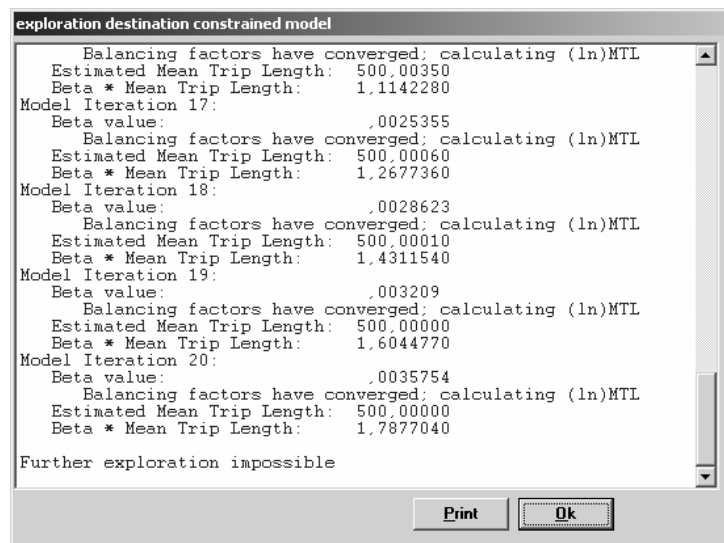 exploration destination constrained model
Balancing factors have converged; calculating (ln)MTL
Estimated Mean Trip Length: 500,00350
Beta * Mean Trip Length: 1,1142280
Model Iteration 17:
Beta value: ,0025355
Balancing factors have converged; calculating (ln)MTL
Estimated Mean Trip Length: 500,00060
Beta * Mean Trip Length: 1,2677360
Model Iteration 18:
Beta value: ,0028623
Balancing factors have converged; calculating (ln)MTL
Estimated Mean Trip Length: 500,00010
Beta * Mean Trip Length: 1,4311540
Model Iteration 19:
Beta value: ,003209
Balancing factors have converged; calculating (ln)MTL
Estimated Mean Trip Length: 500,00000
Beta * Mean Trip Length: 1,6044770
Model Iteration 20:
Beta value: ,0035754
Balancing factors have converged; calculating (ln)MTL
Estimated Mean Trip Length: 500,00000
Beta * Mean Trip Length: 1,7877040
Further exploration impossible
Print Ok